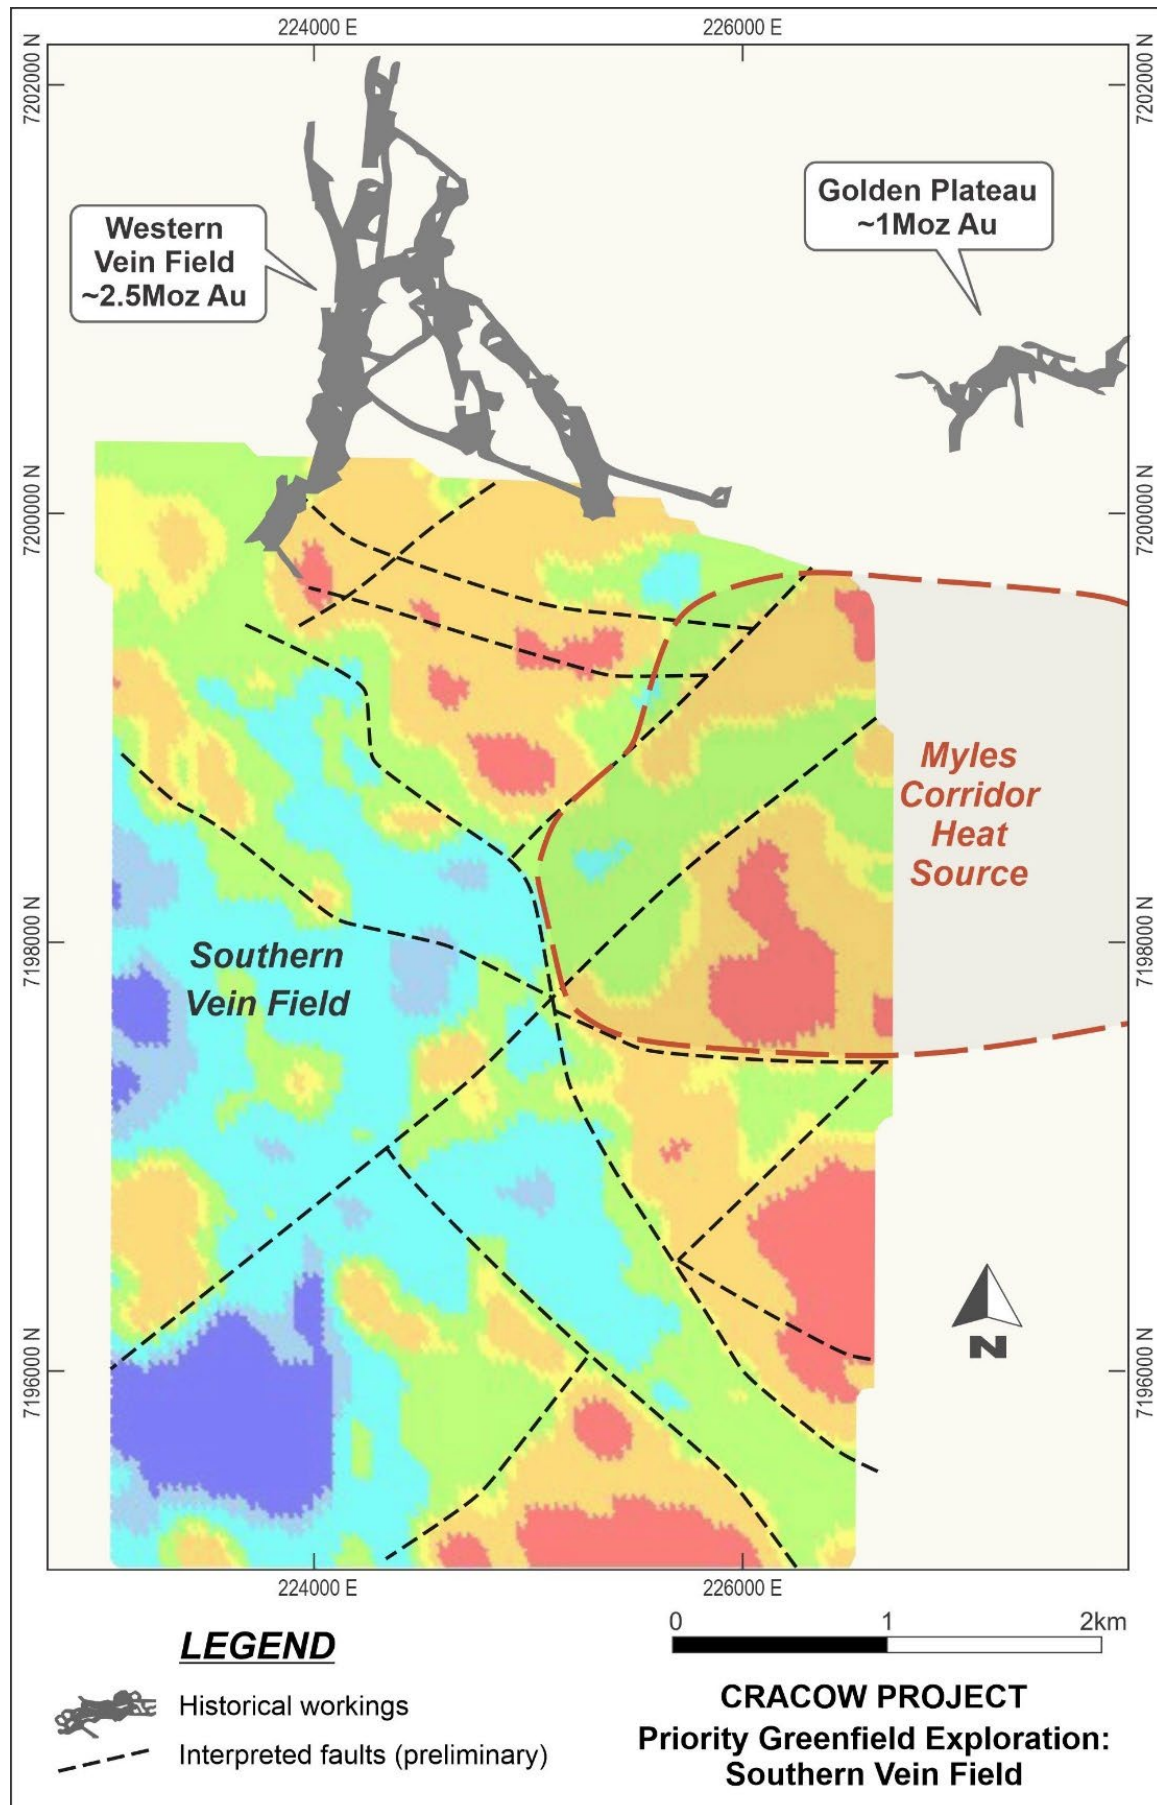 224000 E
226000 E
7202000 N
7202000 N
Golden Plateau
~1Moz Au
Western
Vein Field
~2.5Moz Au
7200000 N
7200000 N
Myles
Corridor
Heat
Source
Southern
Vein Field
7198000 N
7198000 N
N
7196000 N
7196000 N
224000 E
226000 E
0 1 2km
LEGEND
Historical workings
Interpreted faults (preliminary)
CRACOW PROJECT
Priority Greenfield Exploration:
Southern Vein Field